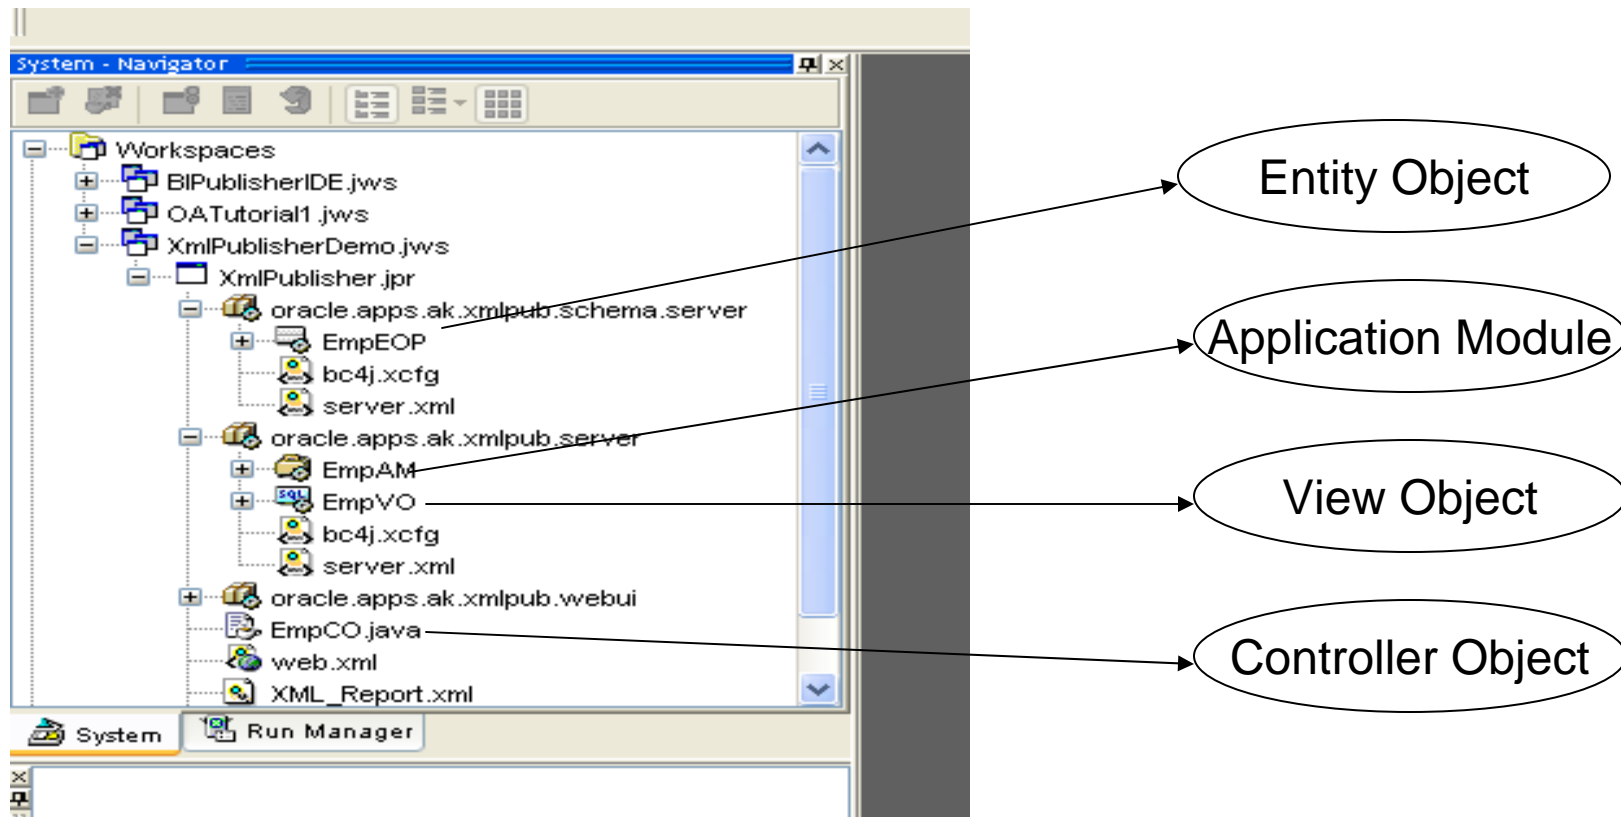 System - Navigator
Workspaces
BIPublisherIDE.jws
OATutorial1.jws
XmlPublisherDemo.jws
XmlPublisher.jpr
oracle.apps.ak.xmlpub.schema.server
EmpEOP
bc4j.xcfg
server.xml
oracle.apps.ak.xmlpub.server
EmpAM
EmpVO
bc4j.xcfg
server.xml
oracle.apps.ak.xmlpub.webui
EmpCO.java
web.xml
XML_Report.xml
System
Run Manager
Entity Object
Application Module
View Object
Controller Object